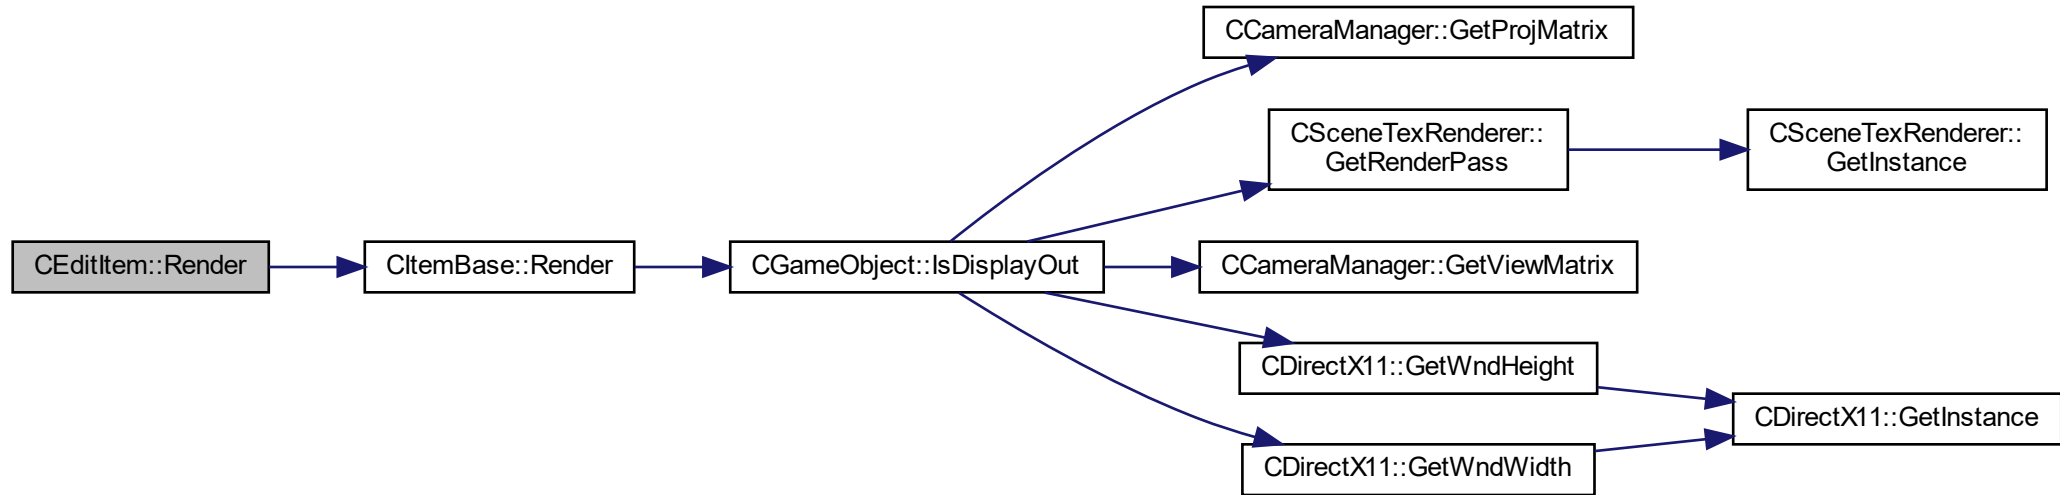 CCameraManager::GetProjMatrix
CSceneTexRenderer::
GetRenderPass
CSceneTexRenderer::
GetInstance
CEditItem::Render
CItemBase::Render
CGameObject::IsDisplayOut
CCameraManager::GetViewMatrix
CDirectX11::GetWndHeight
CDirectX11::GetInstance
CDirectX11::GetWndWidth